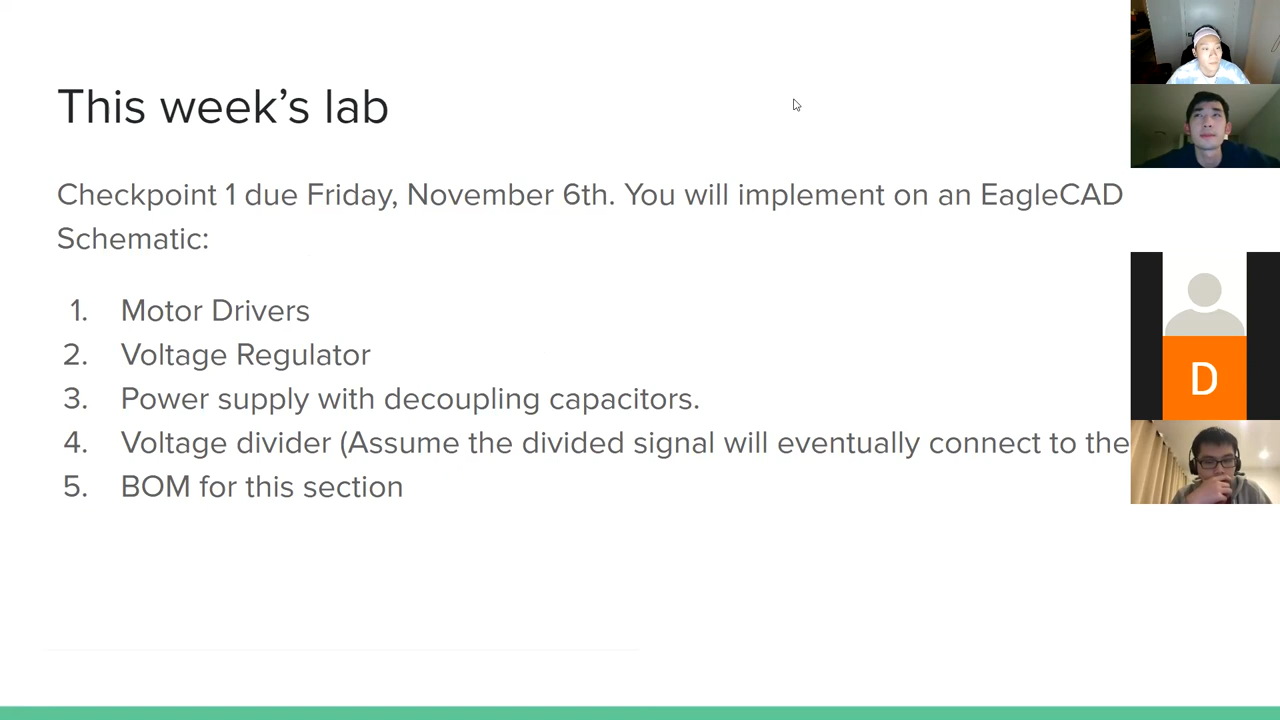 This week's lab
Checkpoint 1 due Friday, November 6th. You will implement on an EagleCAD
Schematic:
1. Motor Drivers
2. Voltage Regulator
3. Power supply with decoupling capacitors.
4. Voltage divider (Assume the divided signal will eventually connect to the
5. BOM for this section
D